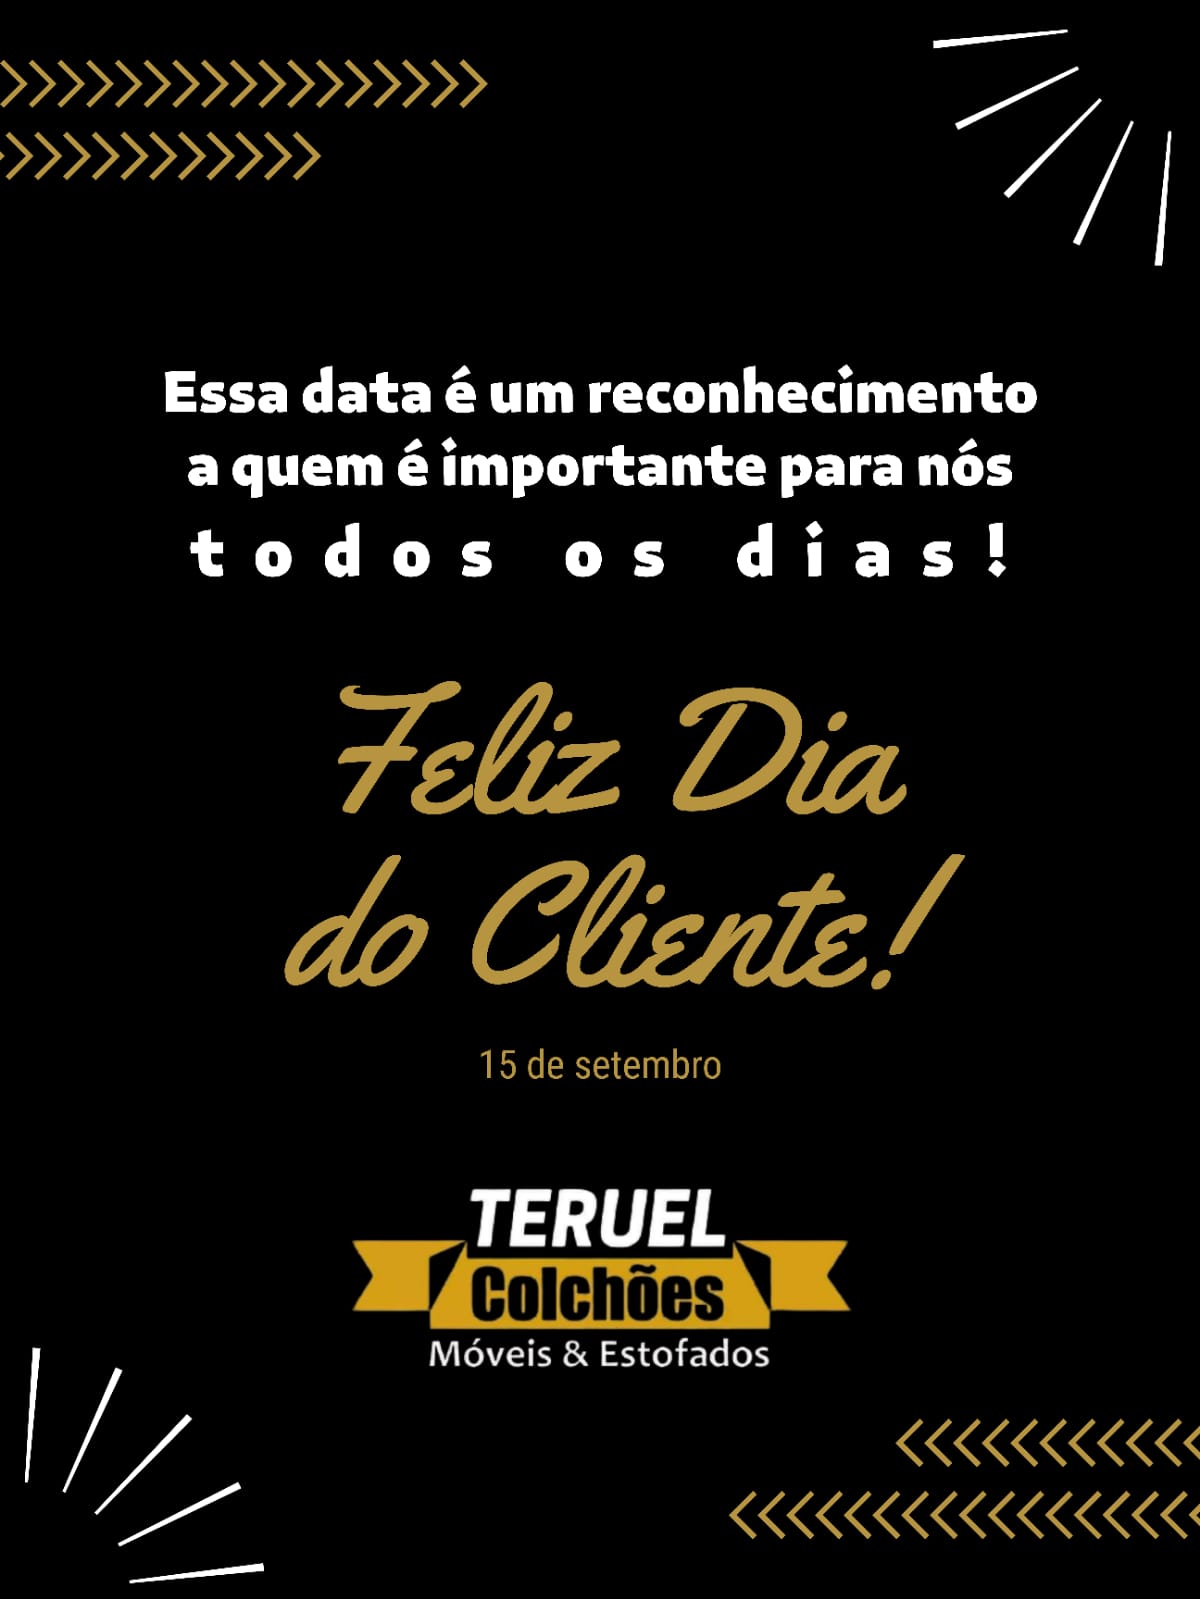 Essa data é um reconhecimento
a quem é importante para nós
todos os dias!
Feliz Dia
do Cliente!
15 de setembro
TERUEL
Colchões
Móveis & Estofados